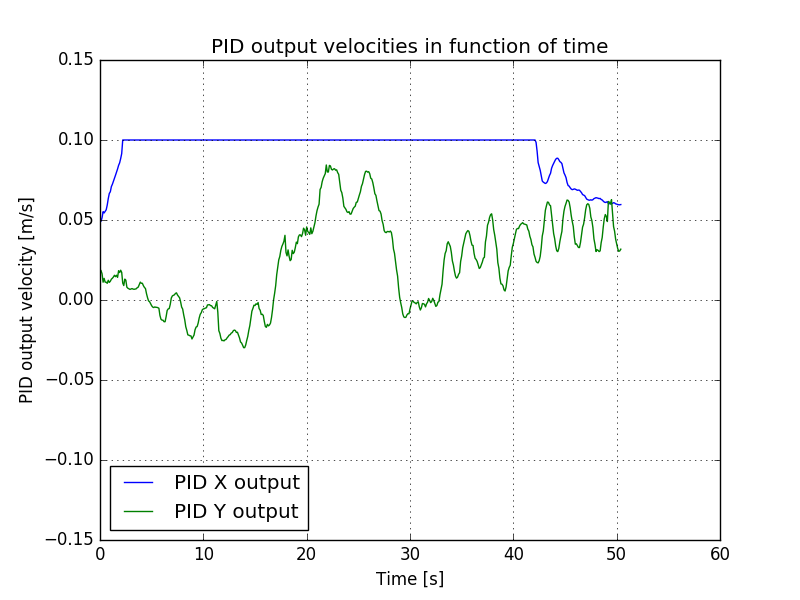 PID output velocities in function of time
0.15
0.10
0.05
0.00
−0.05
−0.10
−0.15
PID output velocity [m/s]
PID X output
PID Y output
0 10 20 30 40 50 60
Time [s]